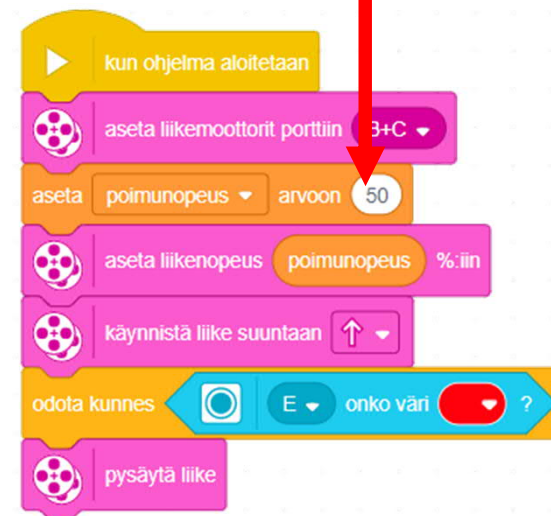 kun ohjelma aloitetaan
aseta liikemoottorit porttiin B+C
aseta poimunopeus arvoon 50
aseta liikenopeus poimunopeus %:iin
käynnistä liike suuntaan
odota kunnes E onko väri ?
pysäytä liike